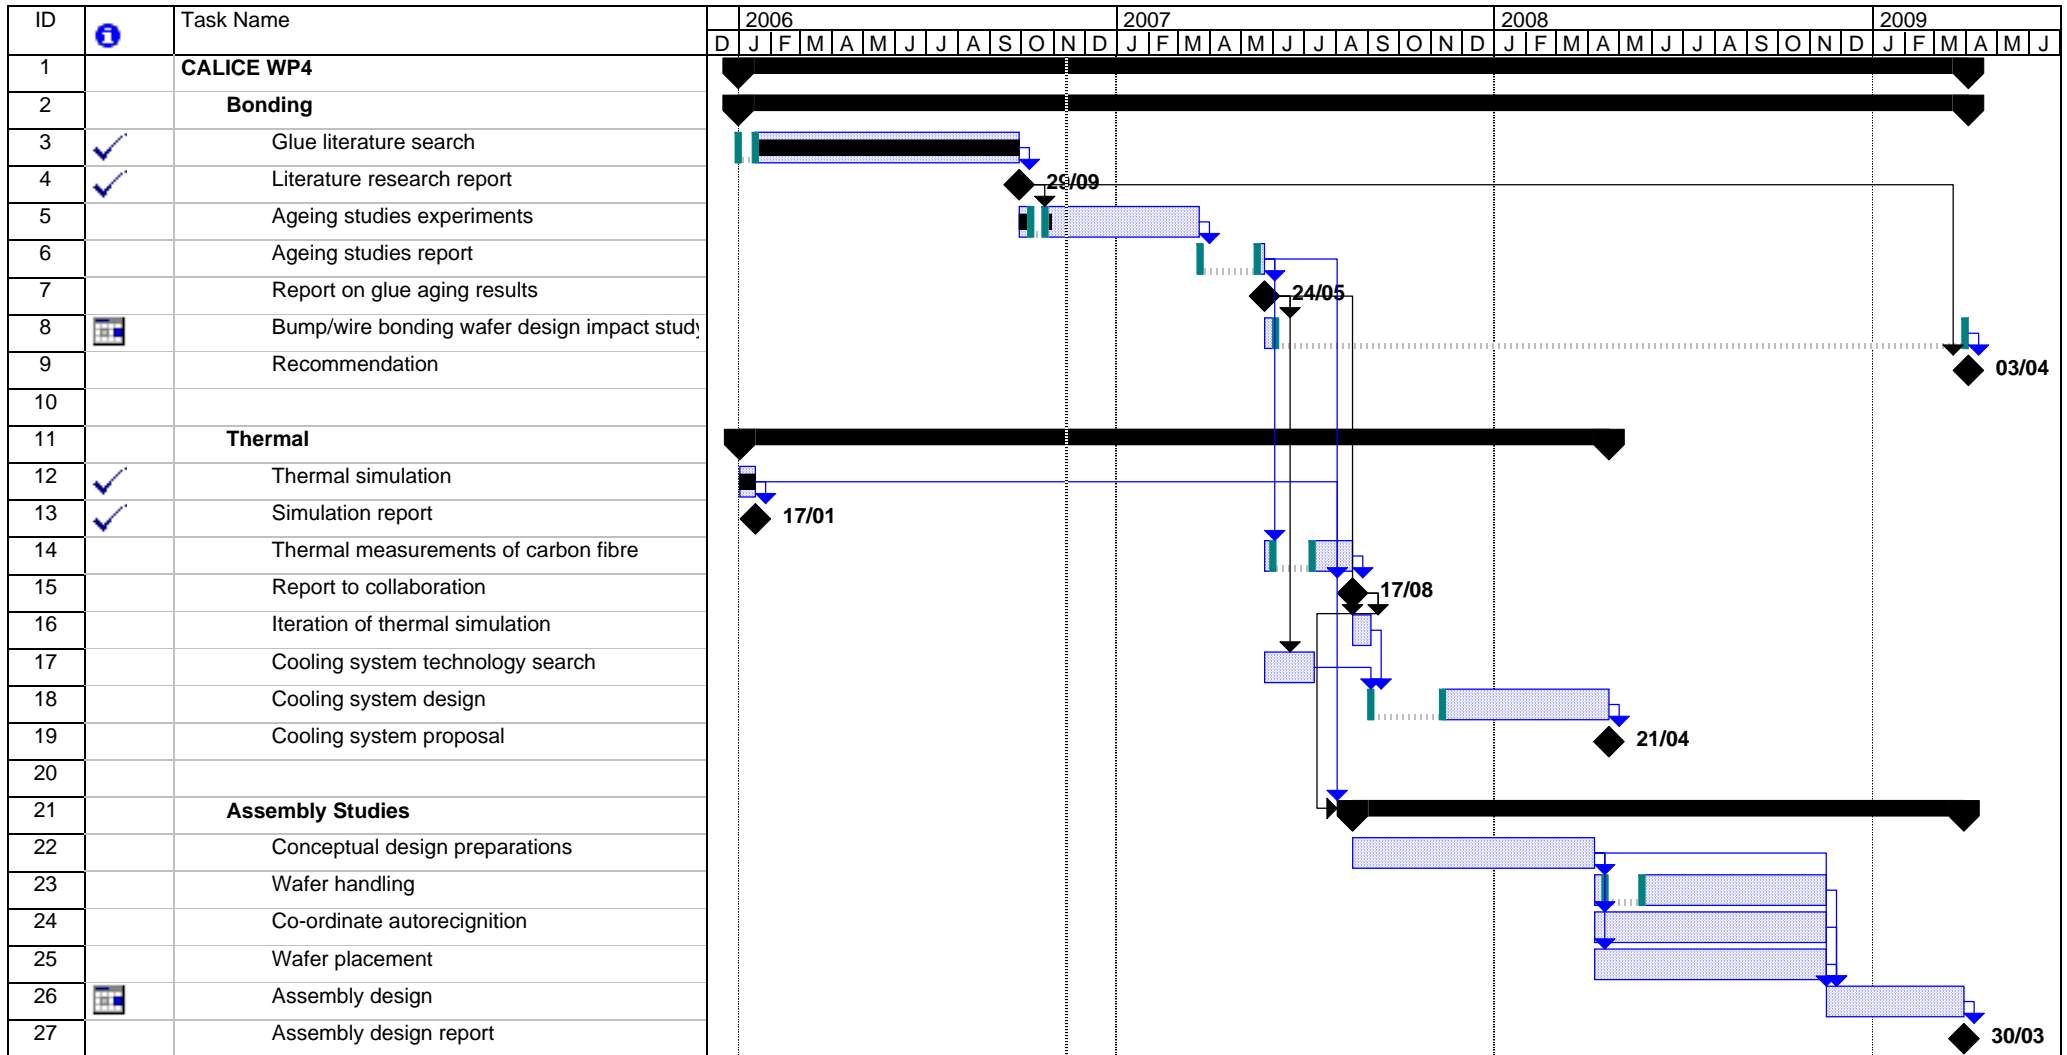 ID Task Name 2006 2007 2008 2009
D J F M A M J J A S O N D J F M A M J J A S O N D J F M A M J J A S O N D J F M A M J
1 CALICE WP4
2 Bonding
3 Glue literature search
4 Literature research report 29/09
5 Ageing studies experiments
6 Ageing studies report
7 Report on glue aging results 24/05
8 Bump/wire bonding wafer design impact study
9 Recommendation 03/04
10
11 Thermal
12 Thermal simulation
13 Simulation report 17/01
14 Thermal measurements of carbon fibre
15 Report to collaboration 17/08
16 Iteration of thermal simulation
17 Cooling system technology search
18 Cooling system design
19 Cooling system proposal 21/04
20
21 Assembly Studies
22 Conceptual design preparations
23 Wafer handling
24 Co-ordinate autorecignition
25 Wafer placement
26 Assembly design
27 Assembly design report 30/03